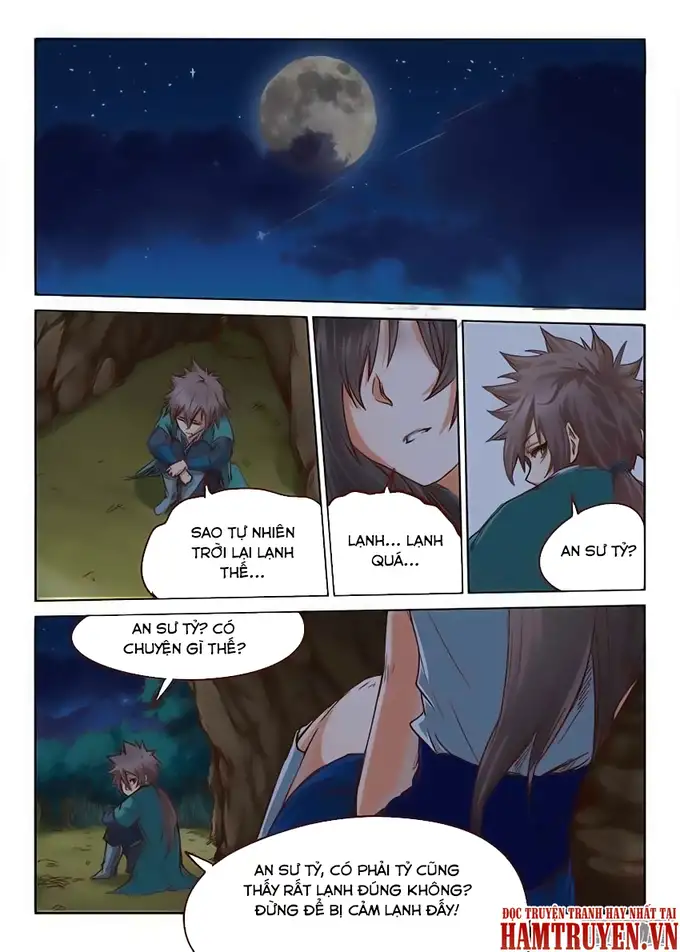 SAO TỰ NHIÊN
TRỜI LẠI LẠNH
THẾ...
LẠNH... LẠNH
QUÁ...
AN SƯ TỶ?
AN SƯ TỶ? CÓ
CHUYỆN GÌ THẾ?
AN SƯ TỶ, CÓ PHẢI TỶ CŨNG
THẤY RẤT LẠNH ĐÚNG KHÔNG?
ĐỪNG ĐỂ BỊ CẢM LẠNH ĐẤY!
ĐỌC TRUYỆN TRANH HAY NHẤT TẠI
HAMTRUYEN.VN